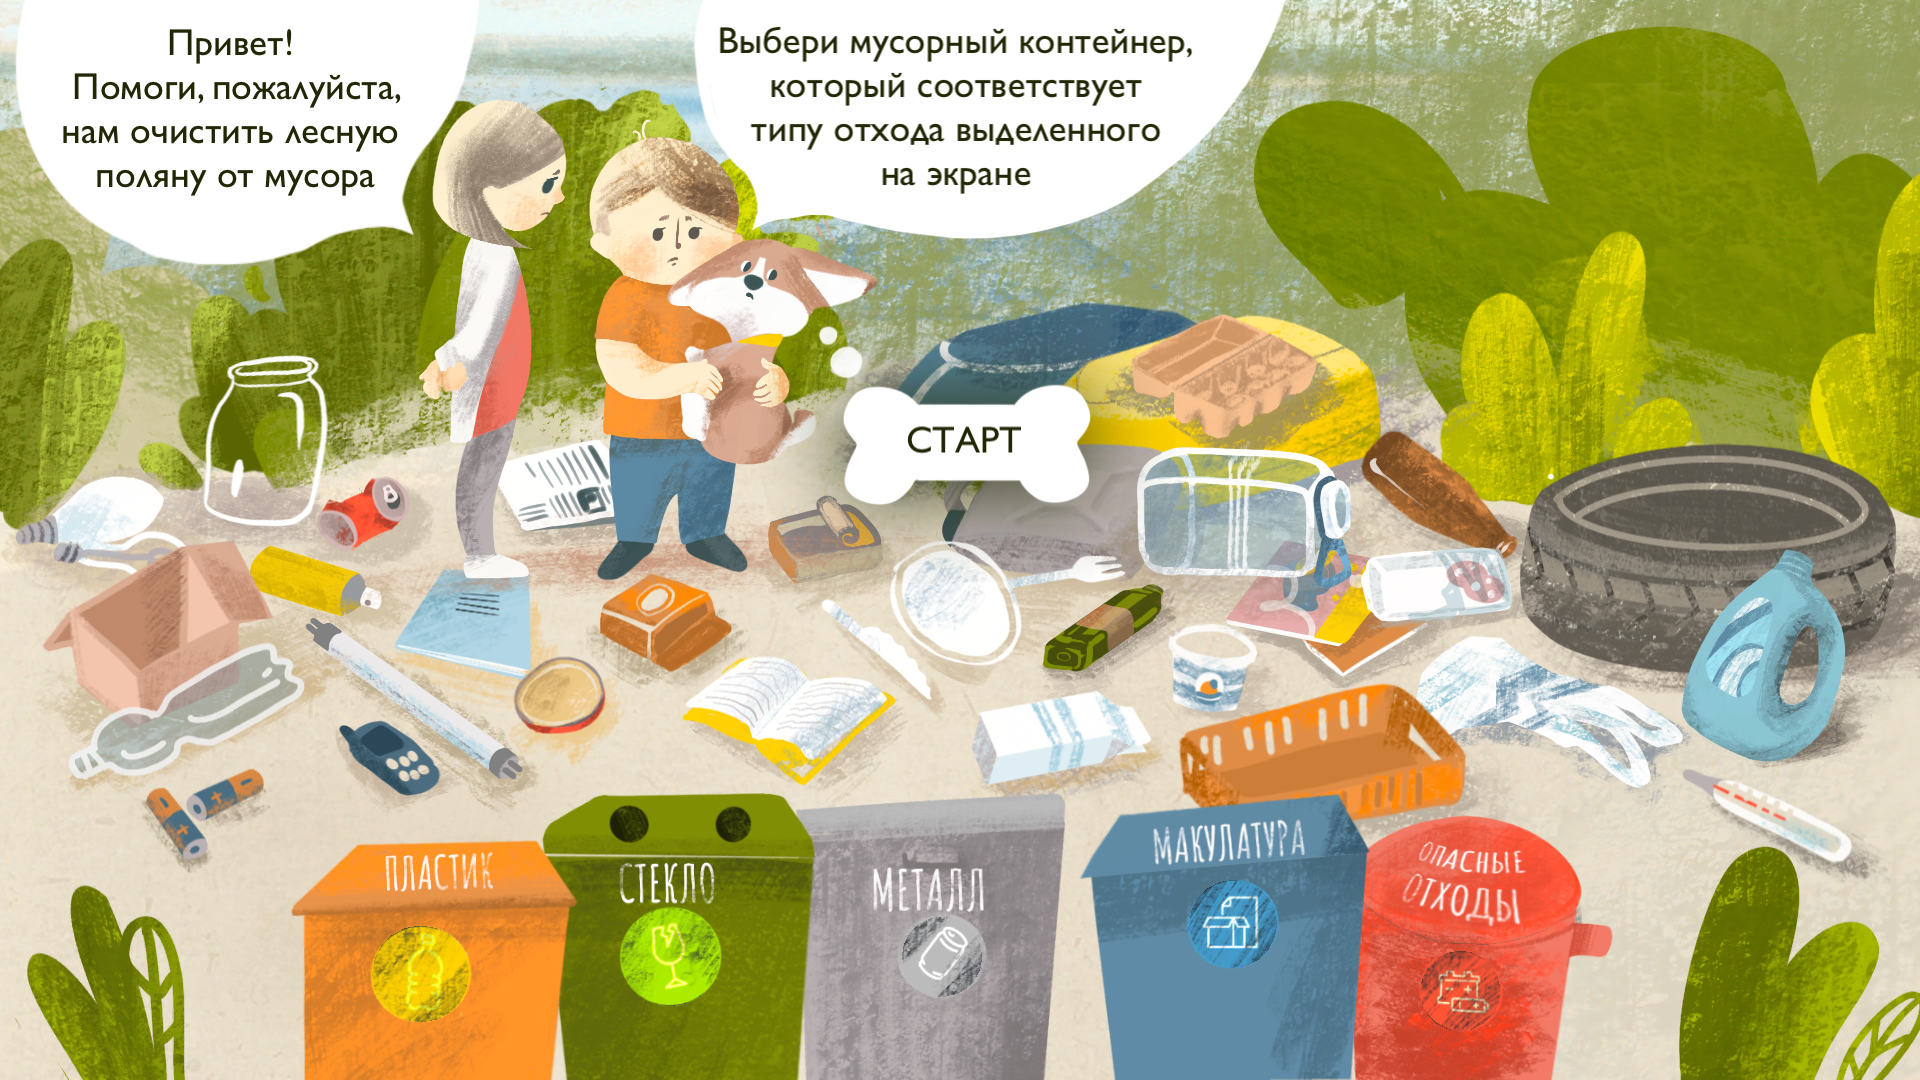 Привет!
Помоги, пожалуйста,
нам очистить лесную
поляну от мусора
Выбери мусорный контейнер,
который соответствует
типу отхода выделенного
на экране
СТАРТ
ПЛАСТИК
СТЕКЛО
МЕТАЛЛ
МАКУЛАТУРА
ОПАСНЫЕ
ОТХОДЫ